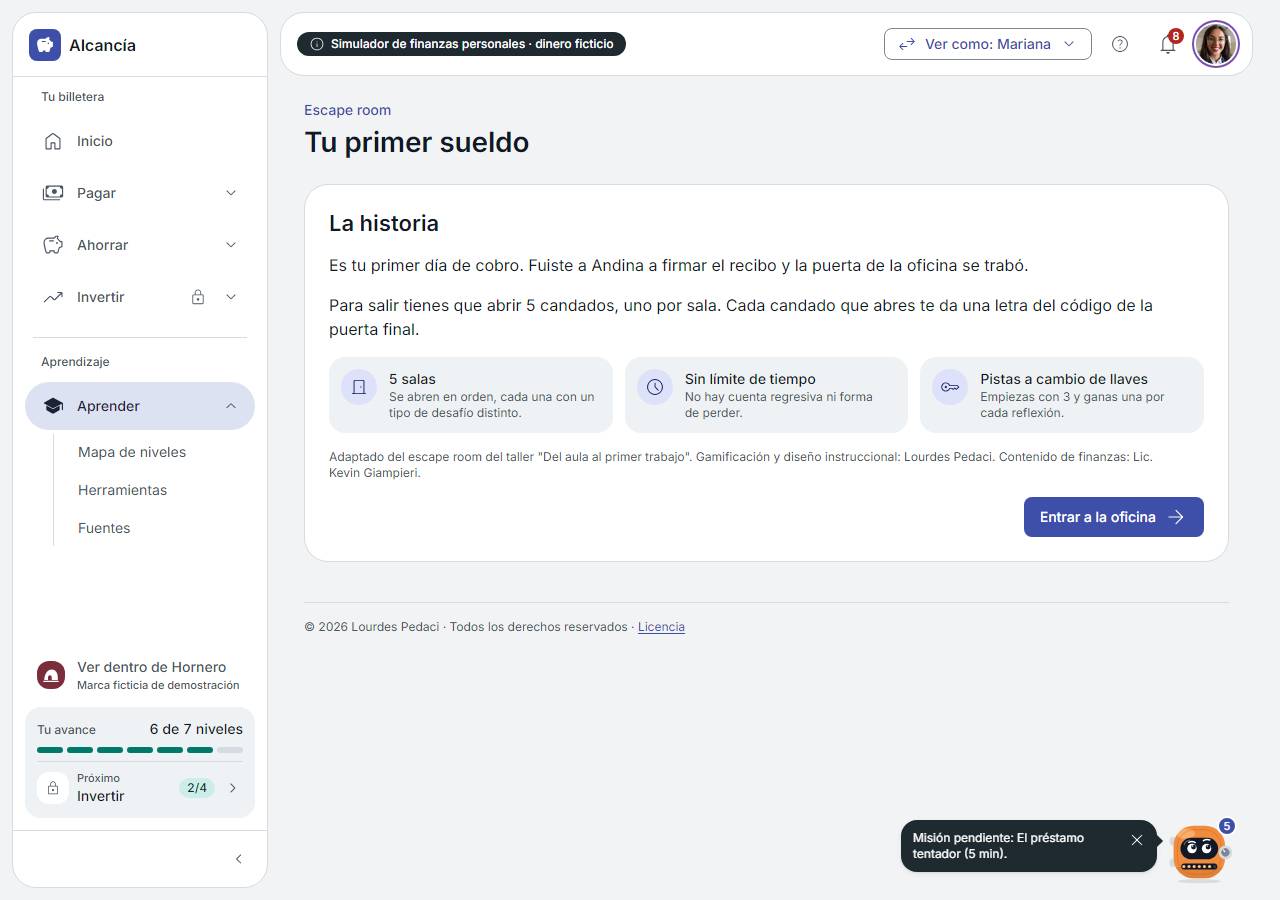 Alcancía
Tu billetera
Inicio
Pagar
Ahorrar
Invertir
Aprendizaje
Aprender
Mapa de niveles
Herramientas
Fuentes
Ver dentro de Hornero
Marca ficticia de demostración
Tu avance
6 de 7 niveles
Próximo
Invertir
2/4
Simulador de finanzas personales · dinero ficticio
Ver como: Mariana
8
Escape room
Tu primer sueldo
La historia
Es tu primer día de cobro. Fuiste a Andina a firmar el recibo y la puerta de la oficina se trabó.
Para salir tienes que abrir 5 candados, uno por sala. Cada candado que abres te da una letra del código de la
puerta final.
5 salas
Se abren en orden, cada una con un
tipo de desafío distinto.
Sin límite de tiempo
No hay cuenta regresiva ni forma
de perder.
Pistas a cambio de llaves
Empiezas con 3 y ganas una por
cada reflexión.
Adaptado del escape room del taller "Del aula al primer trabajo". Gamificación y diseño instruccional: Lourdes Pedaci. Contenido de finanzas: Lic.
Kevin Giampieri.
Entrar a la oficina
© 2026 Lourdes Pedaci · Todos los derechos reservados · Licencia
Misión pendiente: El préstamo
tentador (5 min).
5